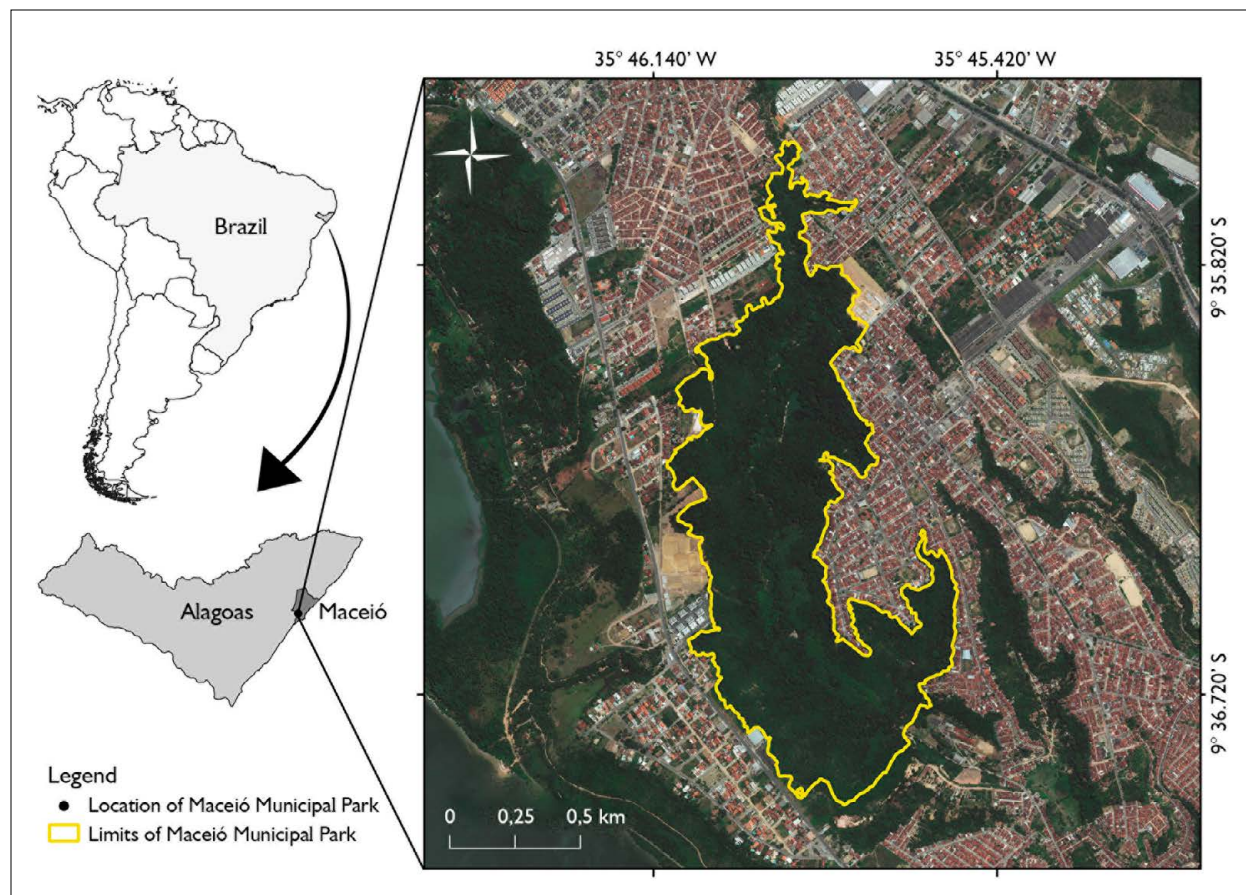 35° 46.140' W
35° 45.420' W
Brazil
9° 35.820' S
Alagoas
Maceió
9° 36.720' S
Legend
Location of Maceió Municipal Park
Limits of Maceió Municipal Park
0 0,25 0,5 km